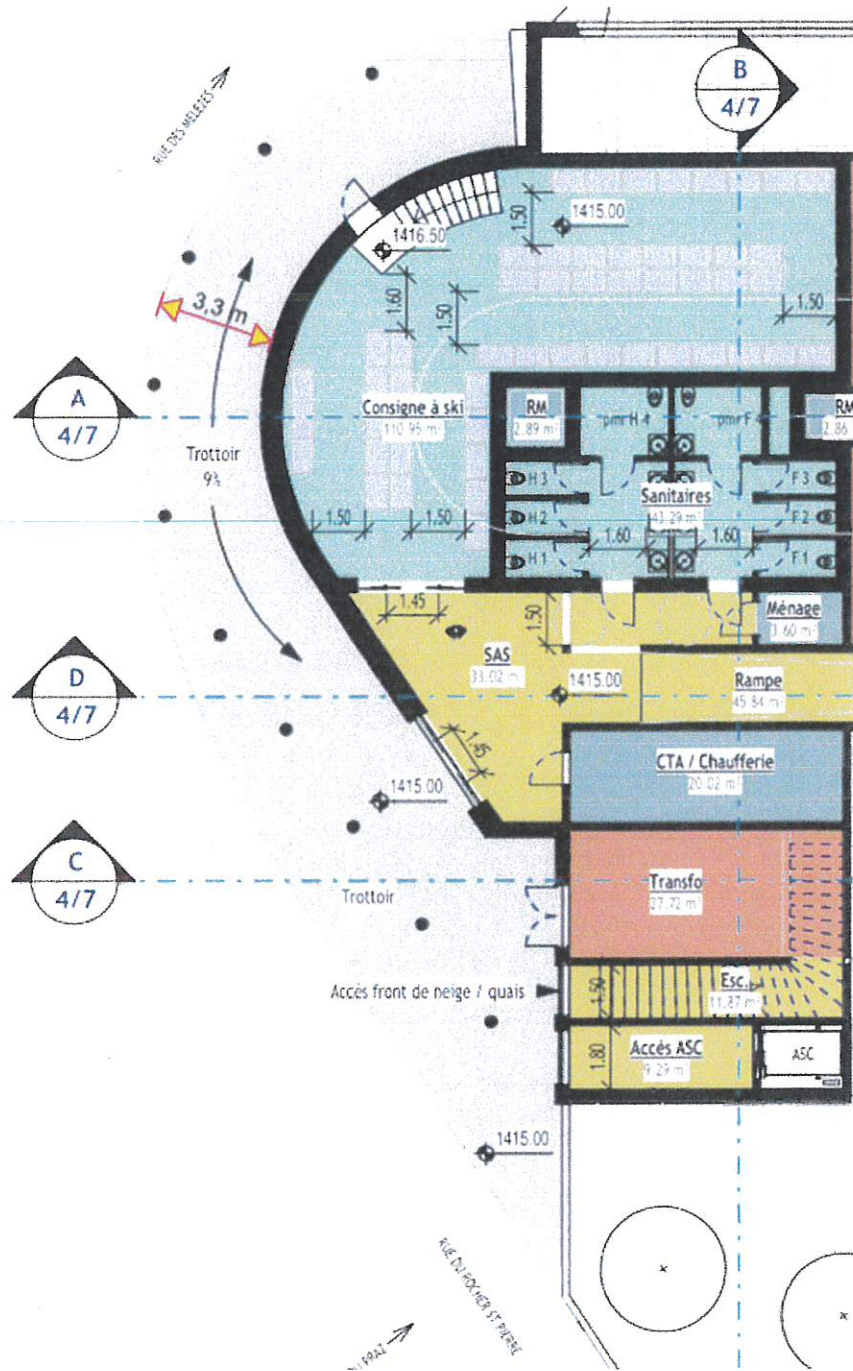 B
4/7
RUE DES MELEZES
1.50
1415.00
1416.50
1.60
1.50
1.50
3,3 m
A
4/7
Consigne à ski
110.95 m²
RM
2.89 m²
pmr H 4
pmr F 4
RM
2.86
Trottoir
9%
H 3
Sanitaires
43.29 m²
F 3
H 2
F 2
1.50
1.50
1.60
1.60
H 1
F 1
1.45
1.50
Ménage
3.60 m²
D
4/7
SAS
33.02 m²
1415.00
Rampe
45.84 m²
1.45
CTA / Chaufferie
20.02 m²
1415.00
C
4/7
Transfo
27.72 m²
Trottoir
Accès front de neige / quais
1.50
Esc.
11.87 m²
1.80
Accès ASC
9.29 m²
ASC
1415.00
RUE DU ROCHER ST PIERRE
DU PRAZ